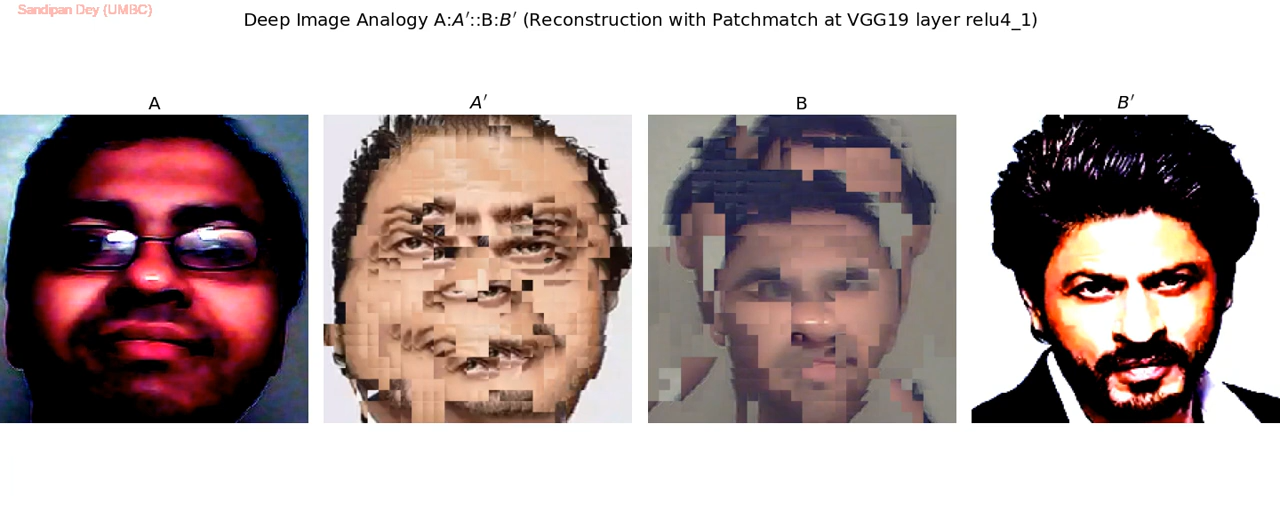 Sandipan Dey (UMBC)
Deep Image Analogy A:A′::B:B′ (Reconstruction with Patchmatch at VGG19 layer relu4_1)
A A′ B B′